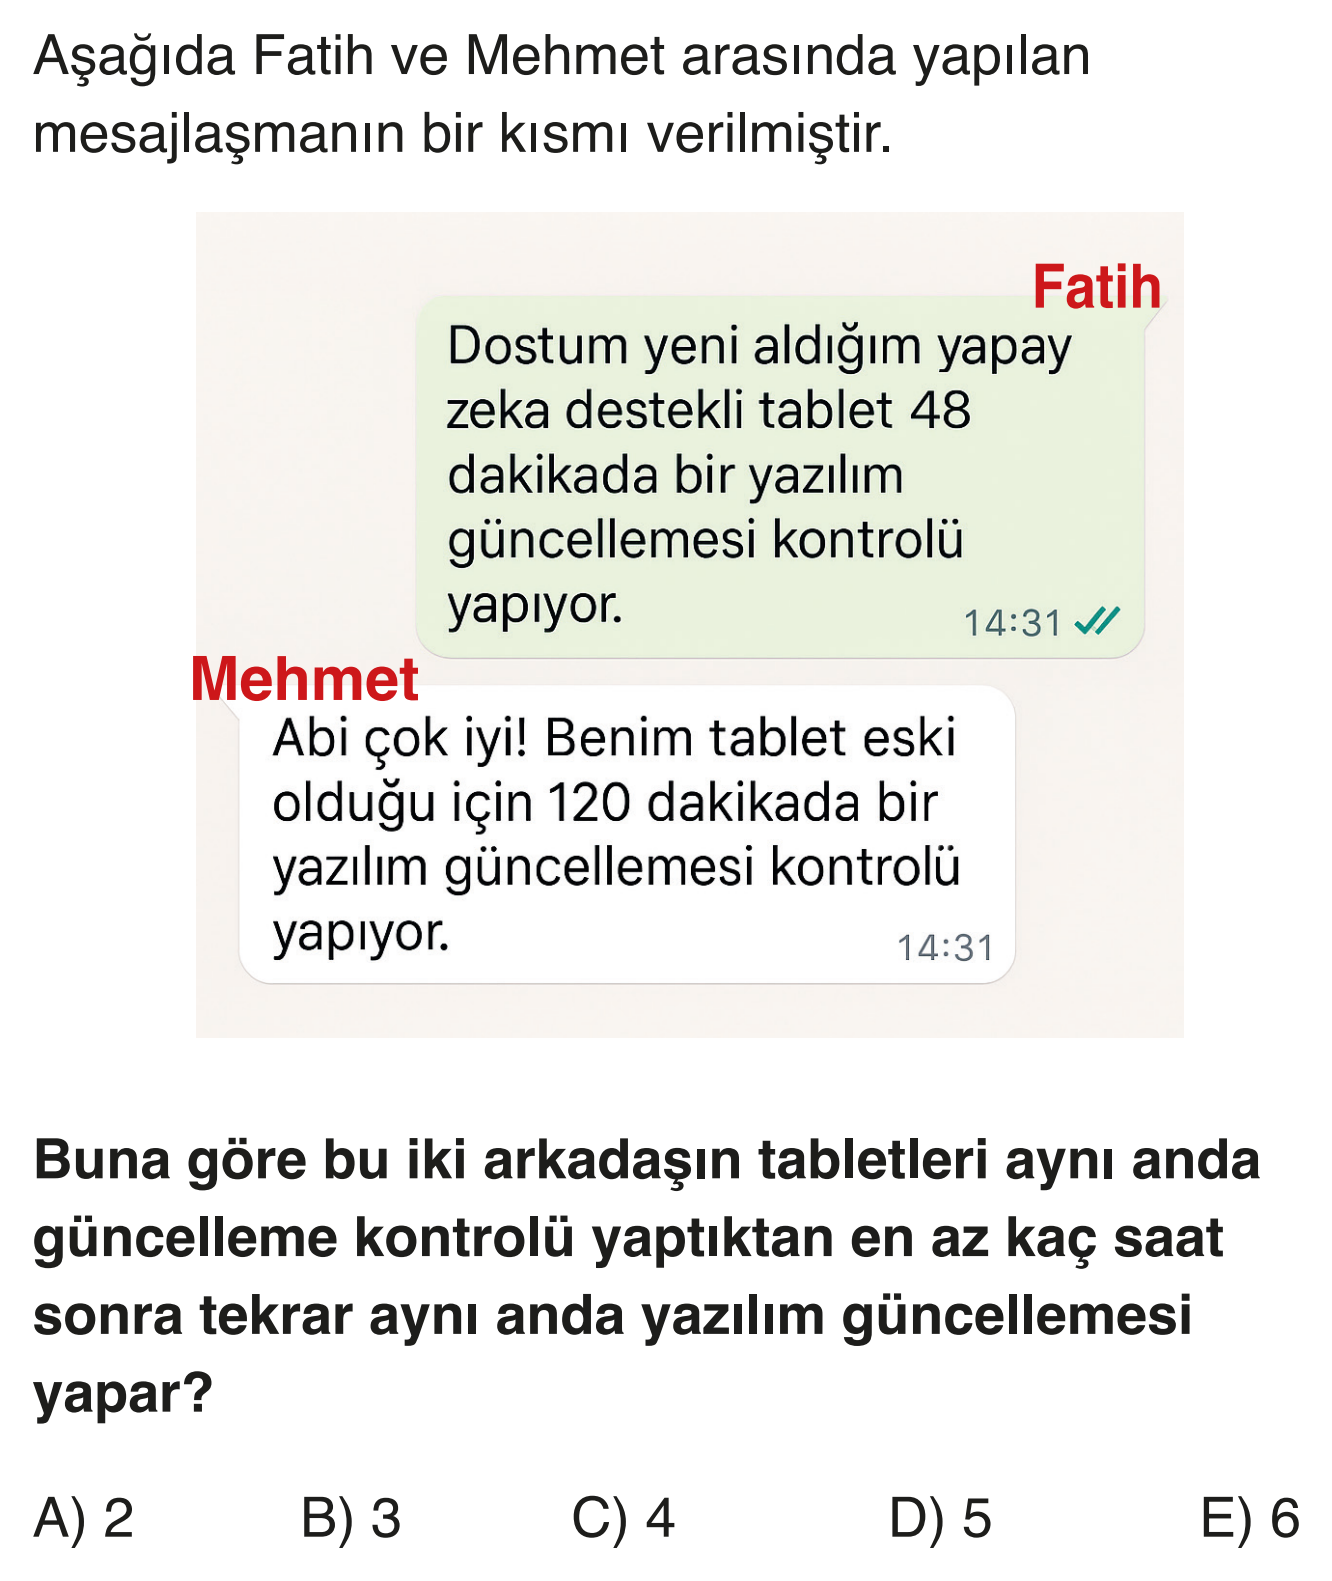 Aşağıda Fatih ve Mehmet arasında yapılan
mesajlaşmanın bir kısmı verilmiştir.
Fatih
Dostum yeni aldığım yapay
zeka destekli tablet 48
dakikada bir yazılım
güncellemesi kontrolü
yapıyor.
14:31
Mehmet
Abi çok iyi! Benim tablet eski
olduğu için 120 dakikada bir
yazılım güncellemesi kontrolü
yapıyor.
14:31
Buna göre bu iki arkadaşın tabletleri aynı anda
güncelleme kontrolü yaptıktan en az kaç saat
sonra tekrar aynı anda yazılım güncellemesi
yapar?
A) 2 B) 3 C) 4 D) 5 E) 6